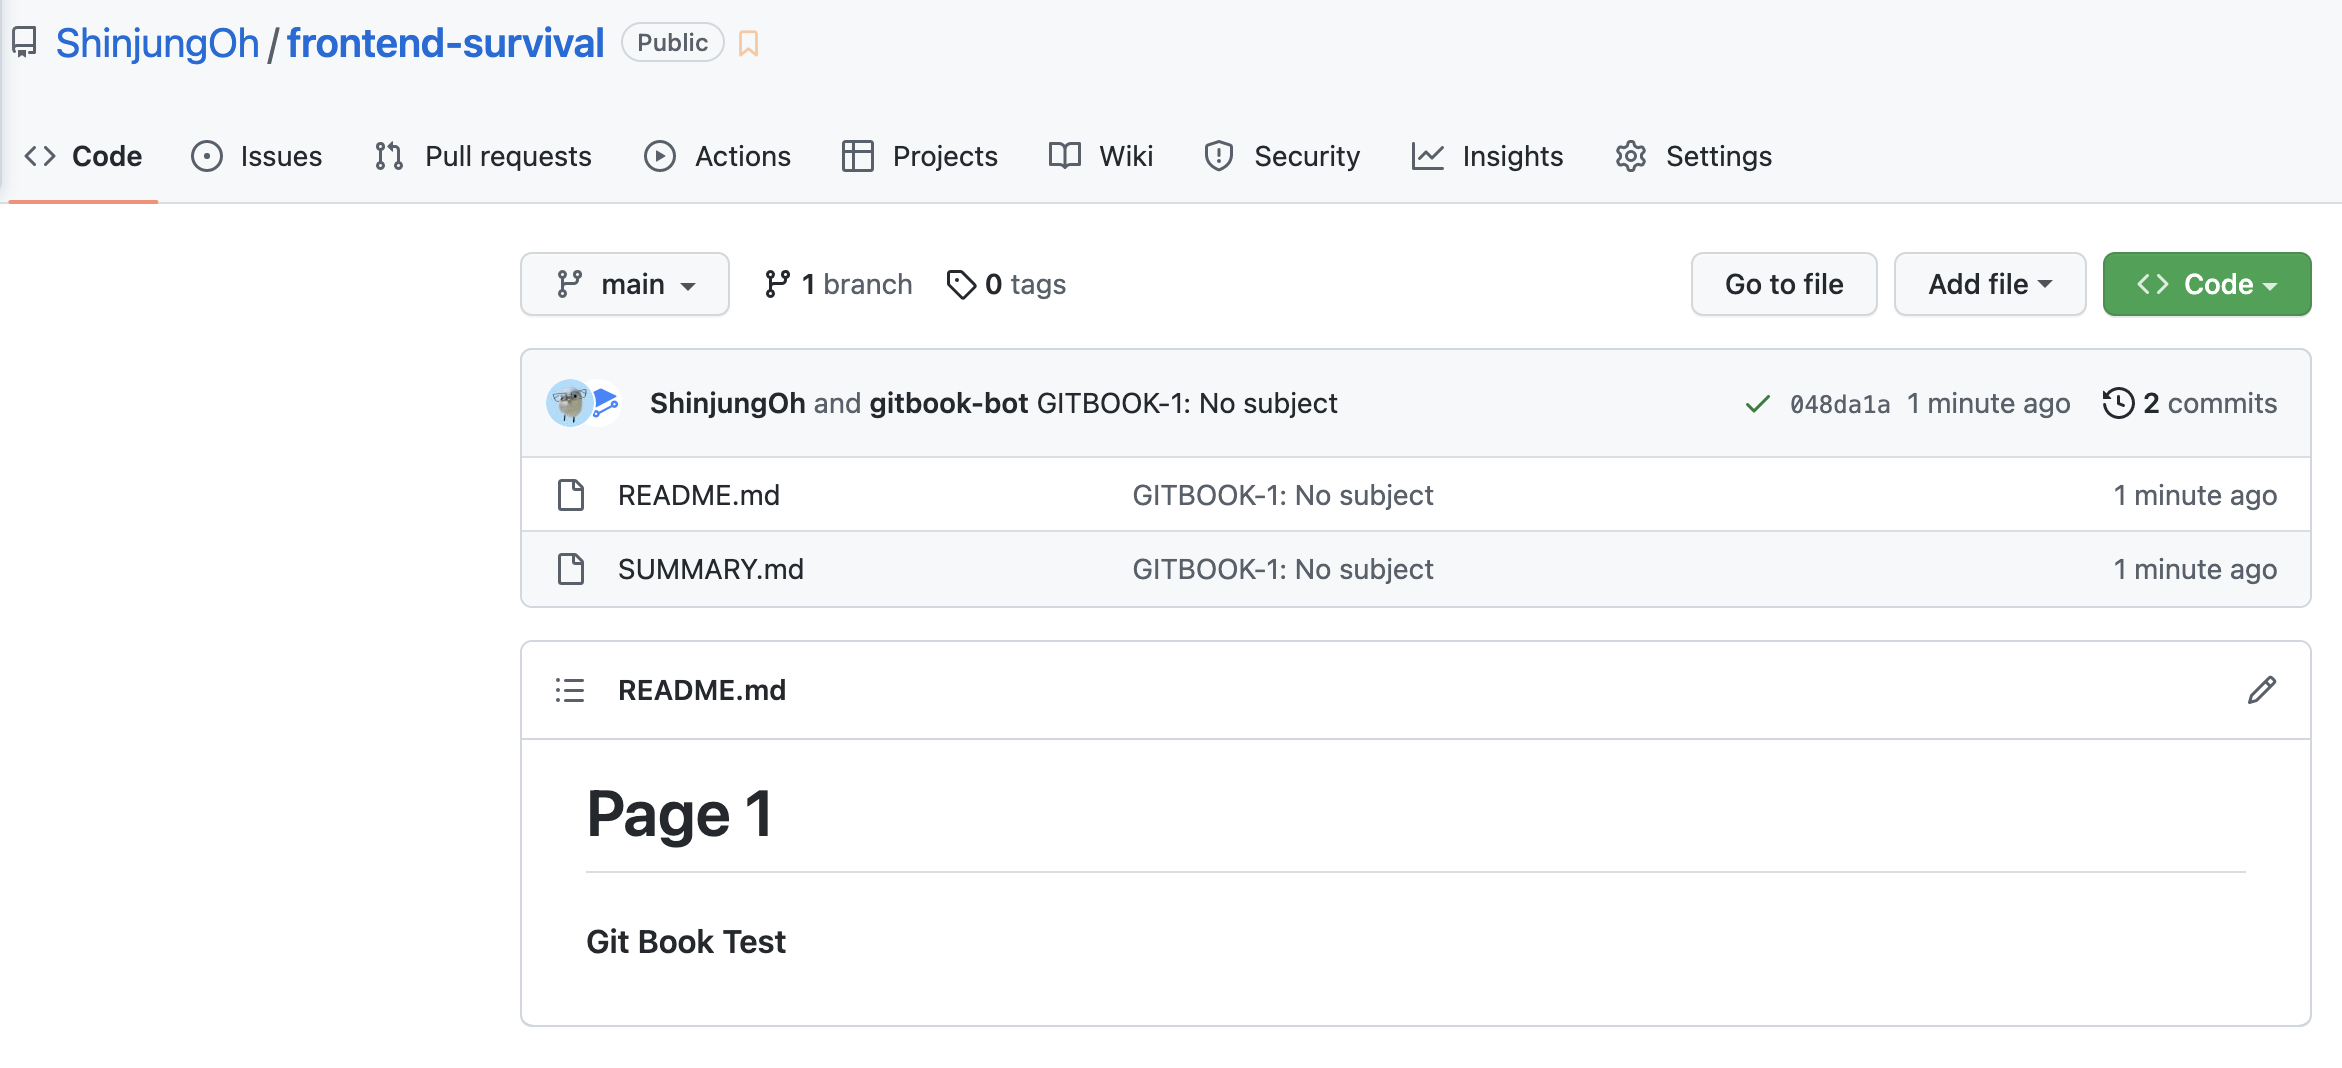 ShinjungOh / frontend-survival Public
Code Issues Pull requests Actions Projects Wiki Security Insights Settings
main 1 branch 0 tags Go to file Add file Code
ShinjungOh and gitbook-bot GITBOOK-1: No subject 048da1a 1 minute ago 2 commits
README.md GITBOOK-1: No subject 1 minute ago
SUMMARY.md GITBOOK-1: No subject 1 minute ago
README.md
Page 1
Git Book Test